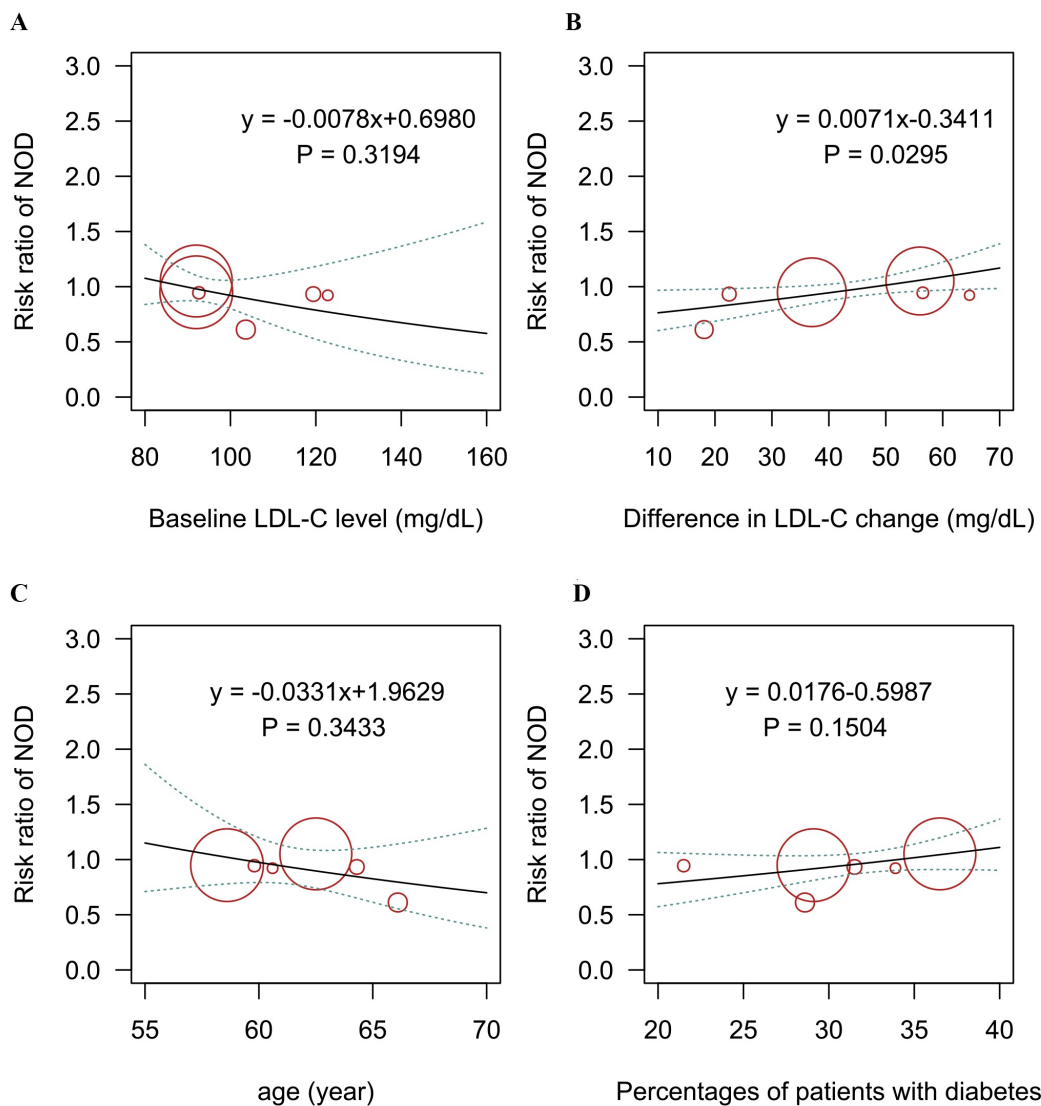 A
3.0
2.5
2.0
1.5
1.0
0.5
0.0
Risk ratio of NOD
y = -0.0078x+0.6980
P = 0.3194
80
100
120
140
160
Baseline LDL-C level (mg/dL)
B
3.0
2.5
2.0
1.5
1.0
0.5
0.0
Risk ratio of NOD
y = 0.0071x-0.3411
P = 0.0295
10
20
30
40
50
60
70
Difference in LDL-C change (mg/dL)
C
3.0
2.5
2.0
1.5
1.0
0.5
0.0
Risk ratio of NOD
y = -0.0331x+1.9629
P = 0.3433
55
60
65
70
age (year)
D
3.0
2.5
2.0
1.5
1.0
0.5
0.0
Risk ratio of NOD
y = 0.0176-0.5987
P = 0.1504
20
25
30
35
40
Percentages of patients with diabetes